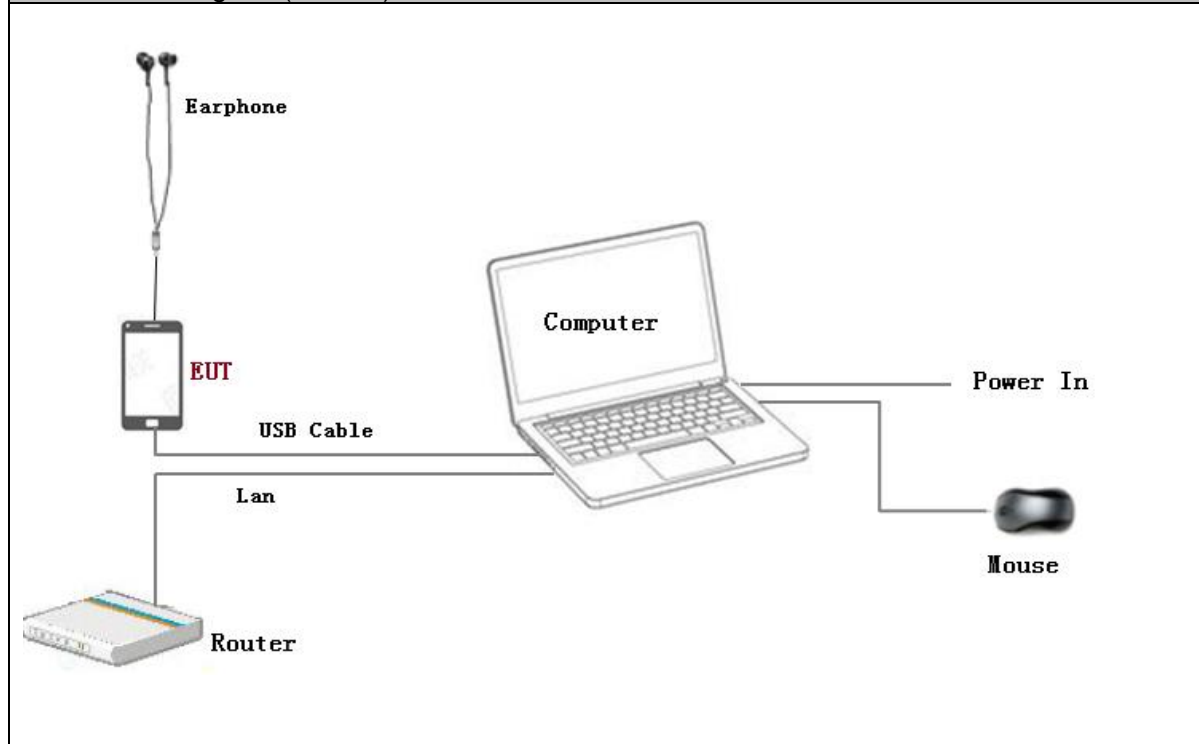 Earphone
Computer
EUT
Power In
USB Cable
Lan
Mouse
Router